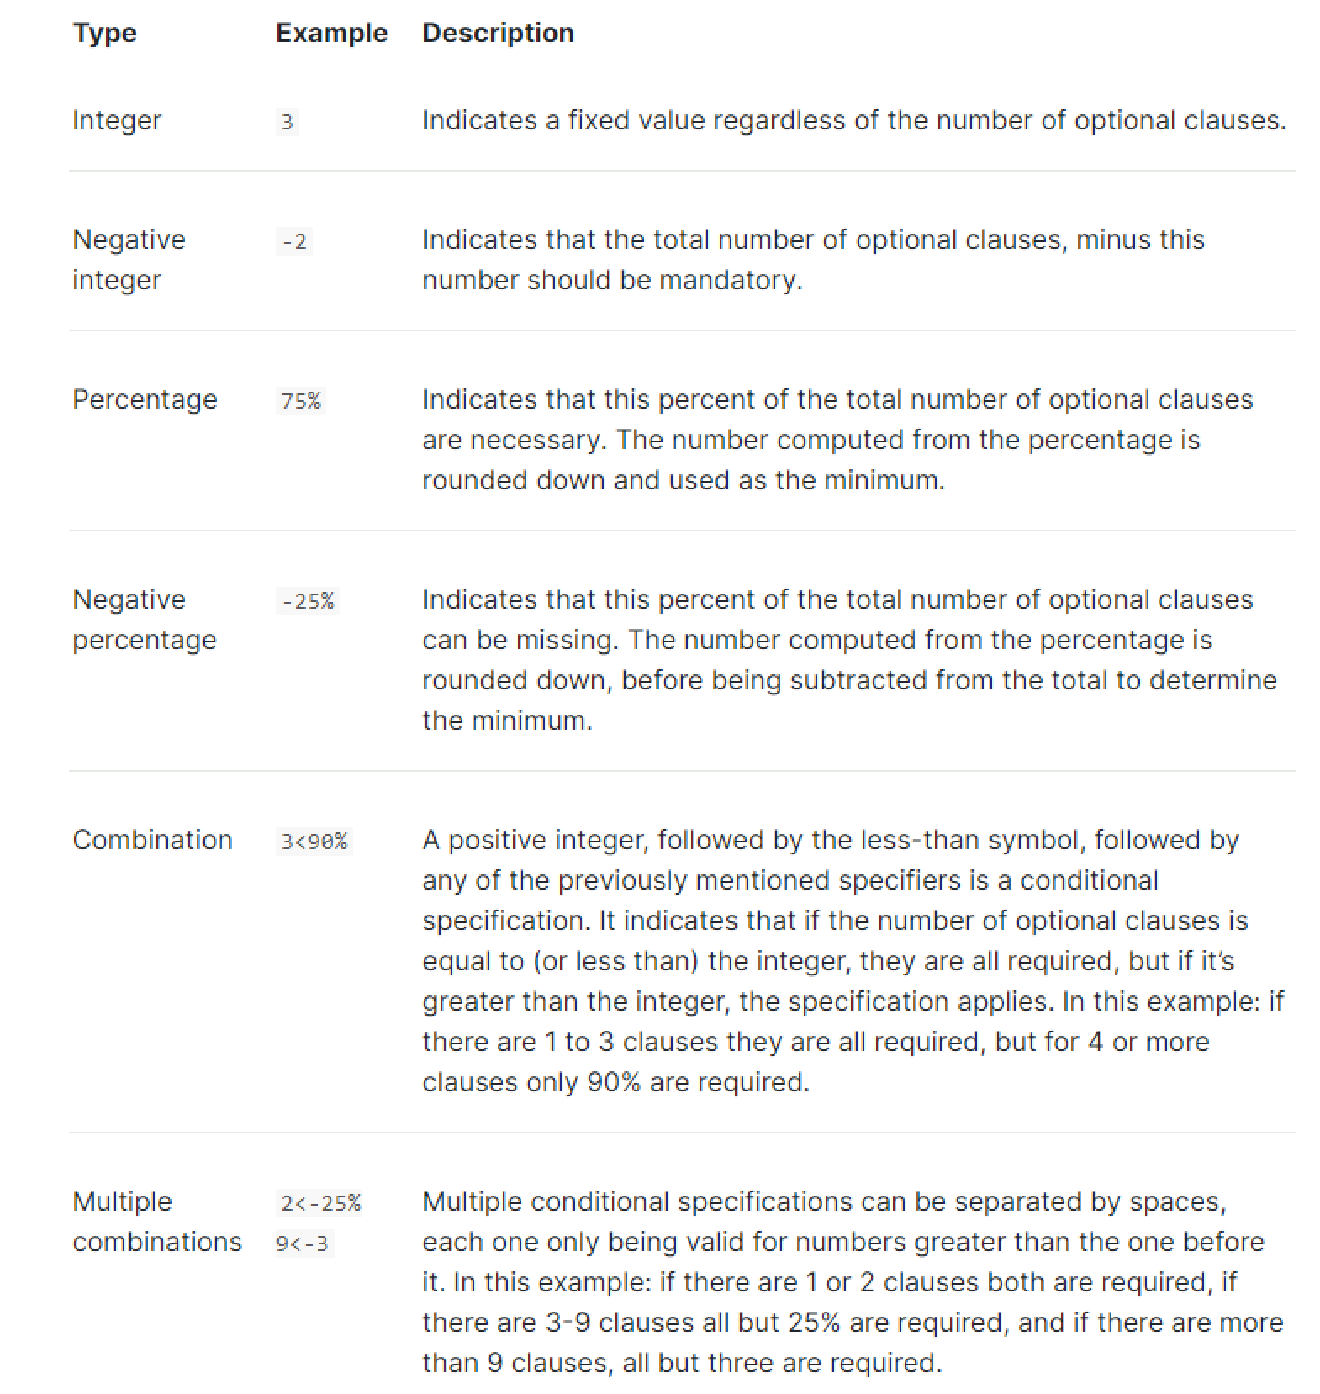 Type Example Description
Integer 3 Indicates a fixed value regardless of the number of optional clauses.
Negative -2 Indicates that the total number of optional clauses, minus this
integer number should be mandatory.
Percentage 75% Indicates that this percent of the total number of optional clauses
are necessary. The number computed from the percentage is
rounded down and used as the minimum.
Negative -25% Indicates that this percent of the total number of optional clauses
percentage can be missing. The number computed from the percentage is
rounded down, before being subtracted from the total to determine
the minimum.
Combination 3<90% A positive integer, followed by the less-than symbol, followed by
any of the previously mentioned specifiers is a conditional
specification. It indicates that if the number of optional clauses is
equal to (or less than) the integer, they are all required, but if it’s
greater than the integer, the specification applies. In this example: if
there are 1 to 3 clauses they are all required, but for 4 or more
clauses only 90% are required.
Multiple 2<-25% Multiple conditional specifications can be separated by spaces,
combinations 9<-3 each one only being valid for numbers greater than the one before
it. In this example: if there are 1 or 2 clauses both are required, if
there are 3-9 clauses all but 25% are required, and if there are more
than 9 clauses, all but three are required.